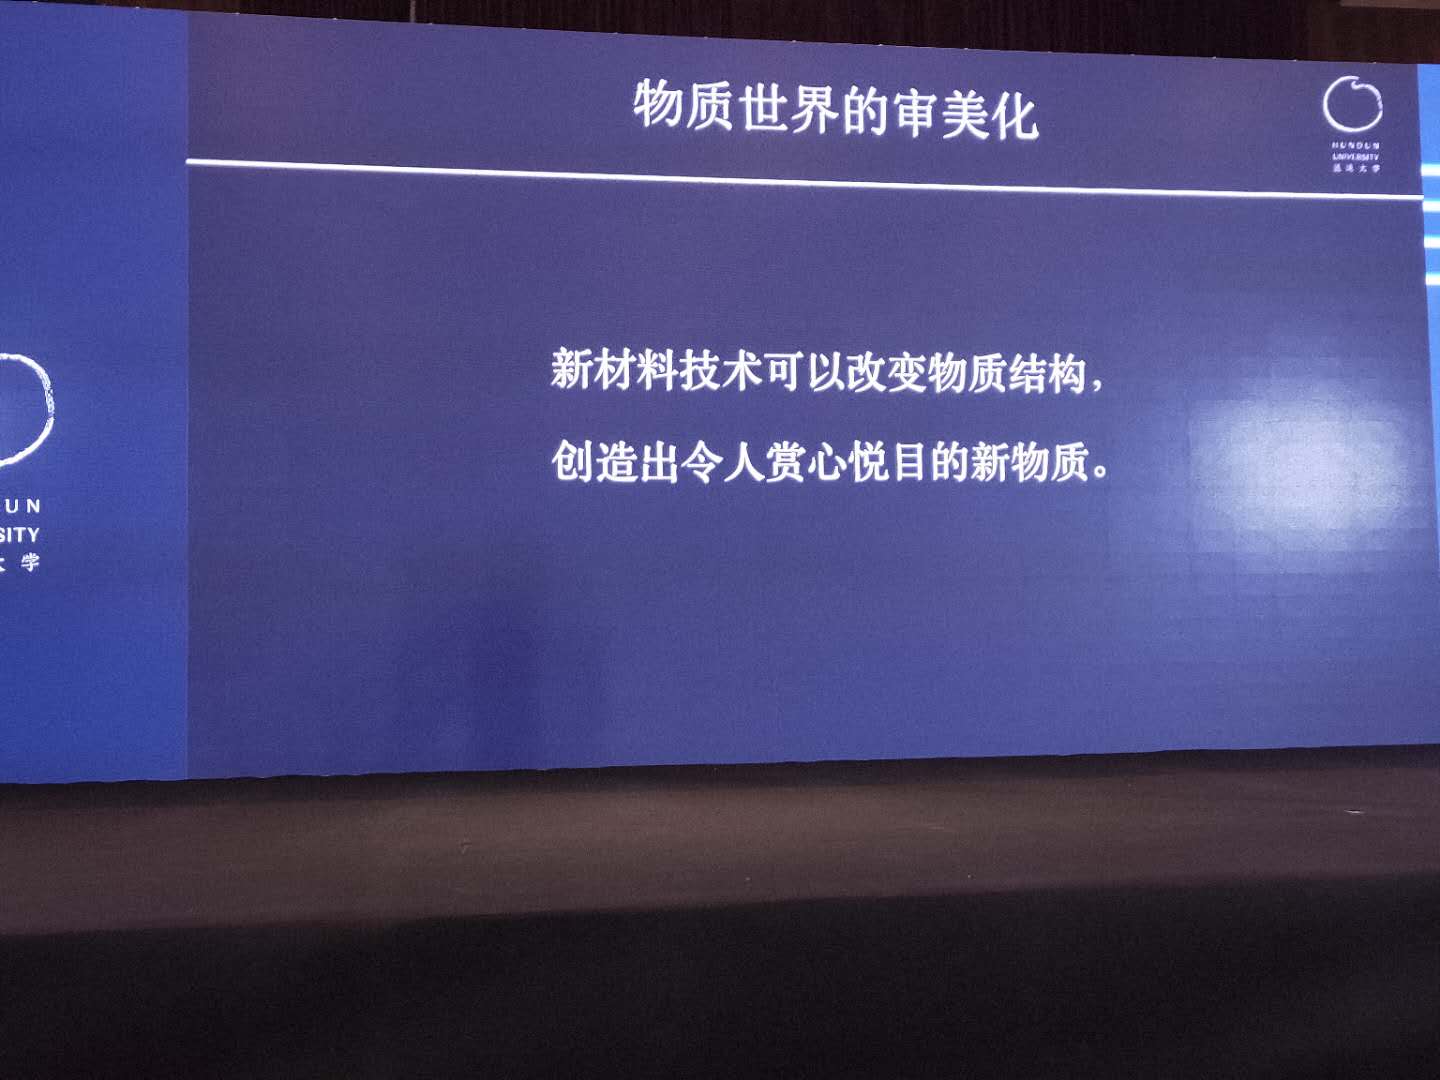 物质世界的审美化
HUNDUN
UNIVERSITY
混沌大学
新材料技术可以改变物质结构，
创造出令人赏心悦目的新物质。
UN
SITY
大学